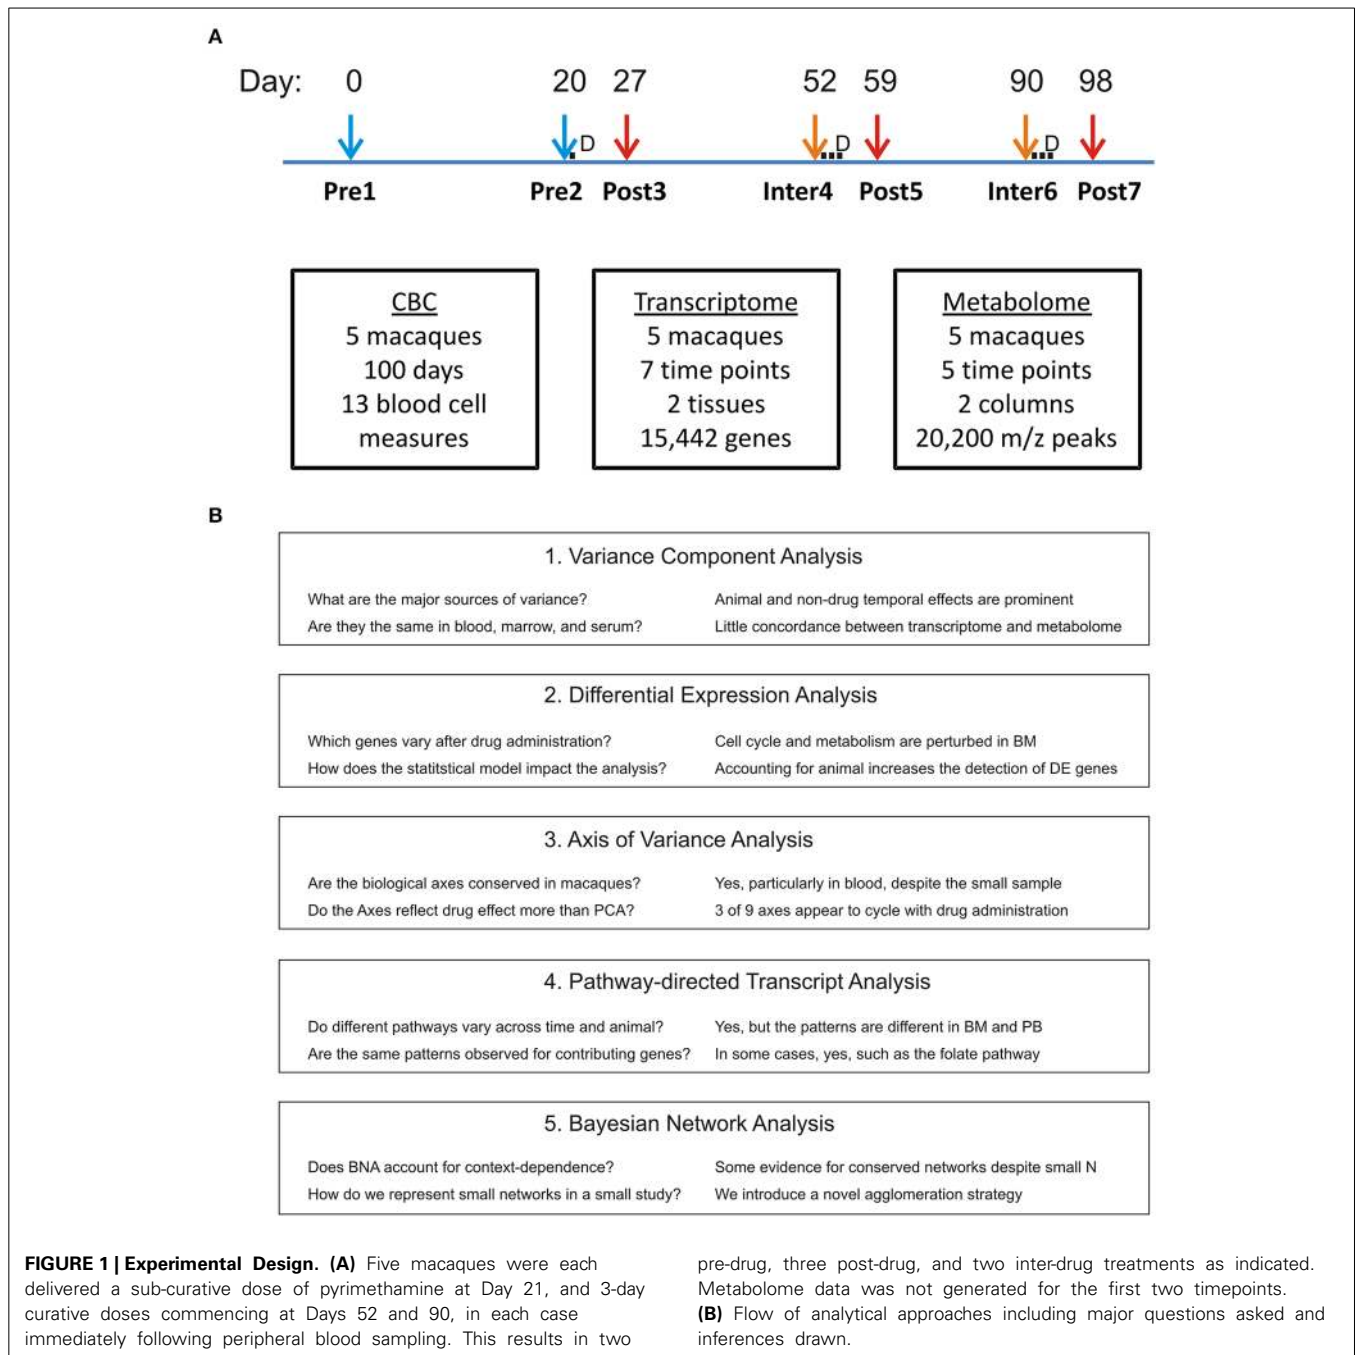 A
Day: 0 20 27 52 59 90 98
D D D
Pre1 Pre2 Post3 Inter4 Post5 Inter6 Post7
CBC
5 macaques
100 days
13 blood cell
measures
Transcriptome
5 macaques
7 time points
2 tissues
15,442 genes
Metabolome
5 macaques
5 time points
2 columns
20,200 m/z peaks
B
1. Variance Component Analysis
What are the major sources of variance? Animal and non-drug temporal effects are prominent
Are they the same in blood, marrow, and serum? Little concordance between transcriptome and metabolome
2. Differential Expression Analysis
Which genes vary after drug administration? Cell cycle and metabolism are perturbed in BM
How does the statitstical model impact the analysis? Accounting for animal increases the detection of DE genes
3. Axis of Variance Analysis
Are the biological axes conserved in macaques? Yes, particularly in blood, despite the small sample
Do the Axes reflect drug effect more than PCA? 3 of 9 axes appear to cycle with drug administration
4. Pathway-directed Transcript Analysis
Do different pathways vary across time and animal? Yes, but the patterns are different in BM and PB
Are the same patterns observed for contributing genes? In some cases, yes, such as the folate pathway
5. Bayesian Network Analysis
Does BNA account for context-dependence? Some evidence for conserved networks despite small N
How do we represent small networks in a small study? We introduce a novel agglomeration strategy
FIGURE 1 | Experimental Design. (A) Five macaques were each
delivered a sub-curative dose of pyrimethamine at Day 21, and 3-day
curative doses commencing at Days 52 and 90, in each case
immediately following peripheral blood sampling. This results in two
pre-drug, three post-drug, and two inter-drug treatments as indicated.
Metabolome data was not generated for the first two timepoints.
(B) Flow of analytical approaches including major questions asked and
inferences drawn.